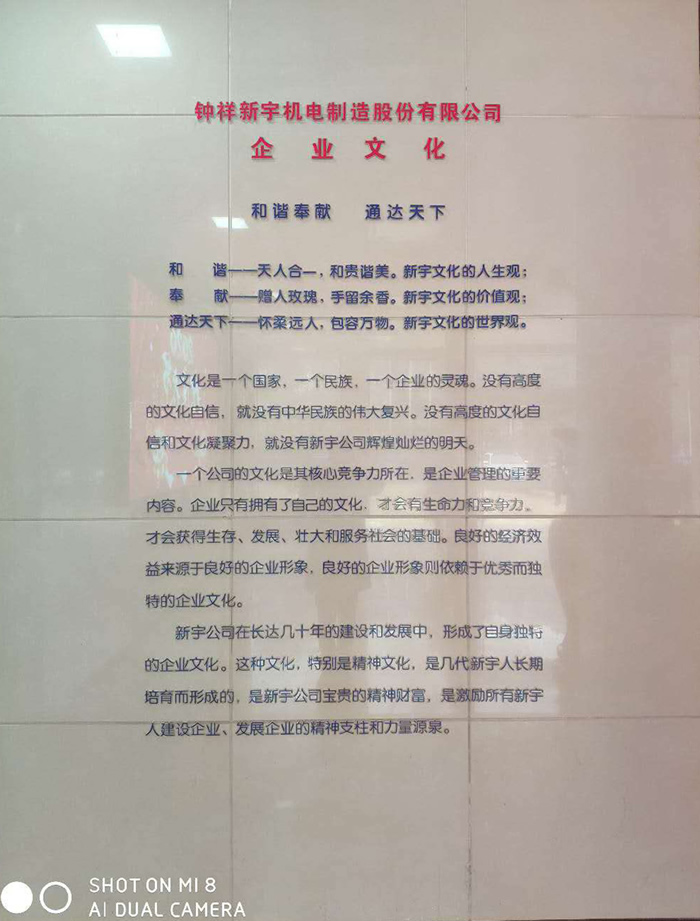 钟祥新宇机电制造股份有限公司
企业文化
和谐奉献 通达天下
和 谐——天人合一，和贵谐美。新宇文化的人生观；
奉 献——赠人玫瑰，手留余香。新宇文化的价值观；
通达天下——怀柔远人，包容万物。新宇文化的世界观。
文化是一个国家，一个民族，一个企业的灵魂。没有高度
的文化自信，就没有中华民族的伟大复兴。没有高度的文化自
信和文化凝聚力，就没有新宇公司辉煌灿烂的明天。
一个公司的文化是其核心竞争力所在，是企业管理的重要
内容。企业只有拥有了自己的文化，才会有生命力和竞争力、
才会获得生存、发展、壮大和服务社会的基础。良好的经济效
益来源于良好的企业形象，良好的企业形象则依赖于优秀而独
特的企业文化。
新宇公司在长达几十年的建设和发展中，形成了自身独特
的企业文化。这种文化，特别是精神文化，是几代新宇人长期
培育而形成的，是新宇公司宝贵的精神财富，是激励所有新宇
人建设企业、发展企业的精神支柱和力量源泉。
SHOT ON MI 8
AI DUAL CAMERA